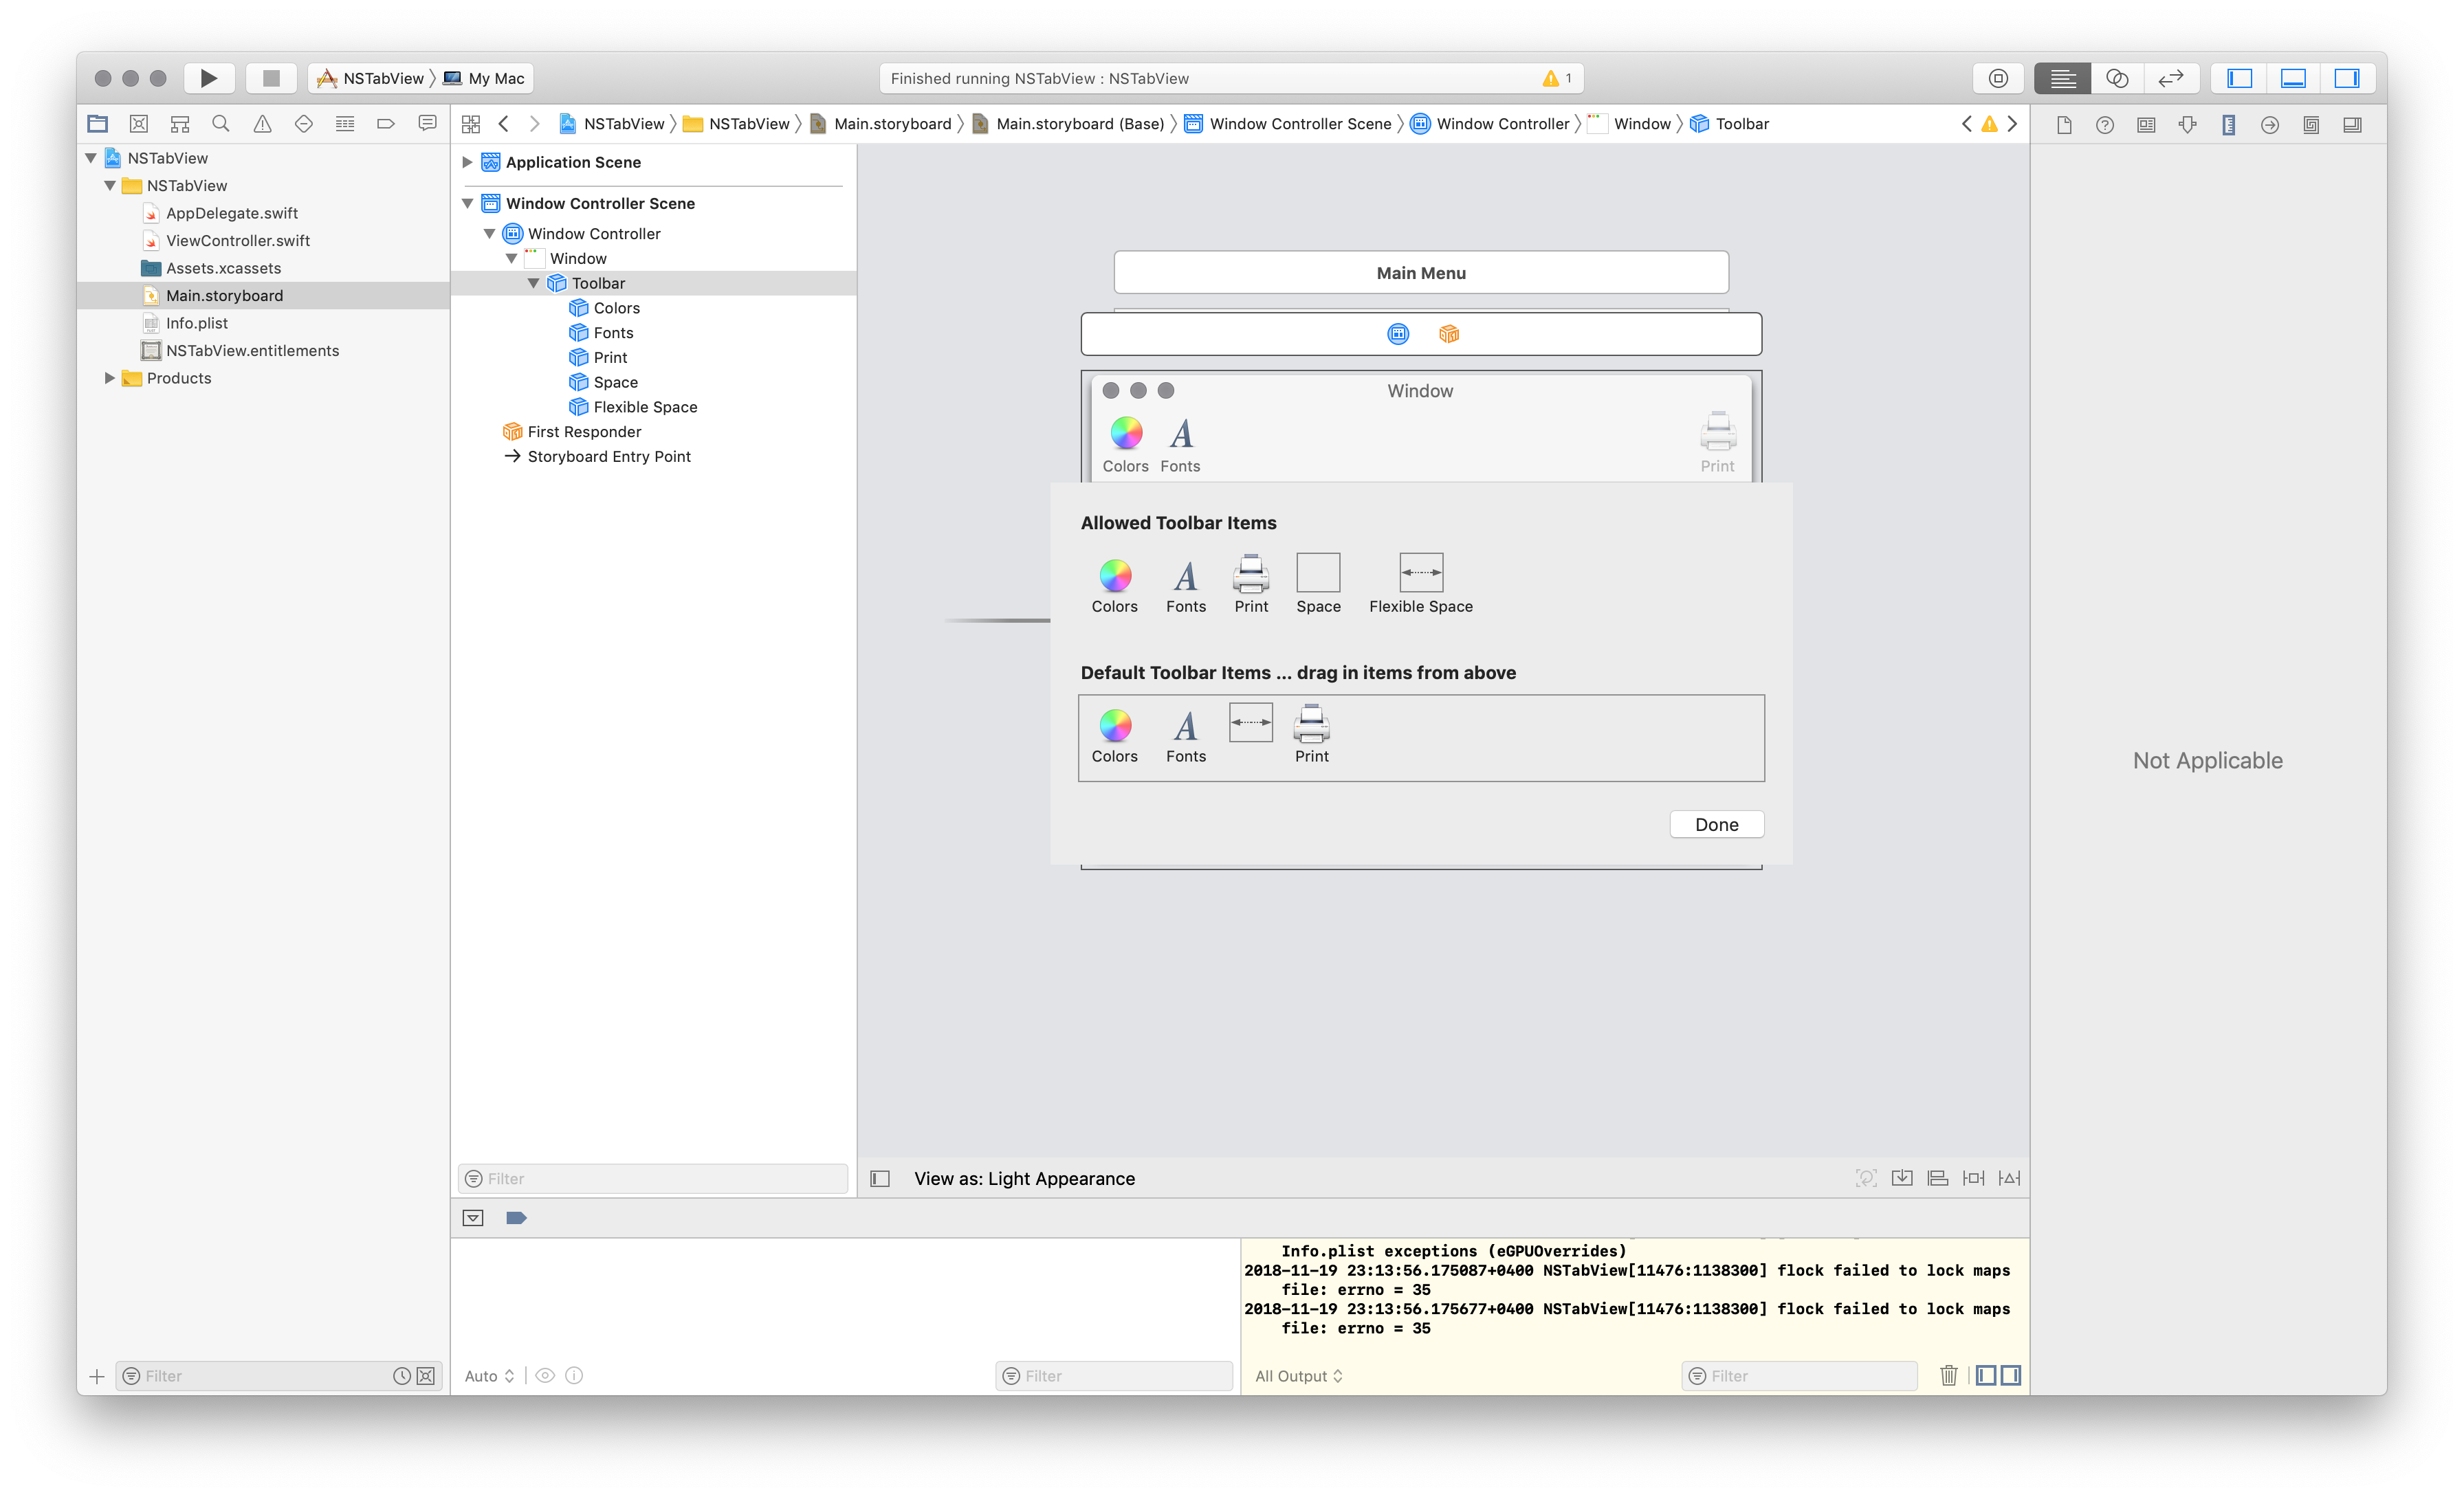 NSTabView My Mac
Finished running NSTabView : NSTabView
1
NSTabView NSTabView Main.storyboard Main.storyboard (Base) Window Controller Scene Window Controller Window Toolbar
NSTabView
NSTabView
AppDelegate.swift
ViewController.swift
Assets.xcassets
Main.storyboard
Info.plist
NSTabView.entitlements
Products
Filter
Application Scene
Window Controller Scene
Window Controller
Window
Toolbar
Colors
Fonts
Print
Space
Flexible Space
First Responder
Storyboard Entry Point
Filter
Main Menu
Window
Colors Fonts Print
Allowed Toolbar Items
Colors Fonts Print Space Flexible Space
Default Toolbar Items ... drag in items from above
Colors Fonts Print
Done
View as: Light Appearance
Not Applicable
Info.plist exceptions (eGPUOverrides)
2018-11-19 23:13:56.175087+0400 NSTabView[11476:1138300] flock failed to lock maps
file: errno = 35
2018-11-19 23:13:56.175677+0400 NSTabView[11476:1138300] flock failed to lock maps
file: errno = 35
Auto
Filter
All Output
Filter